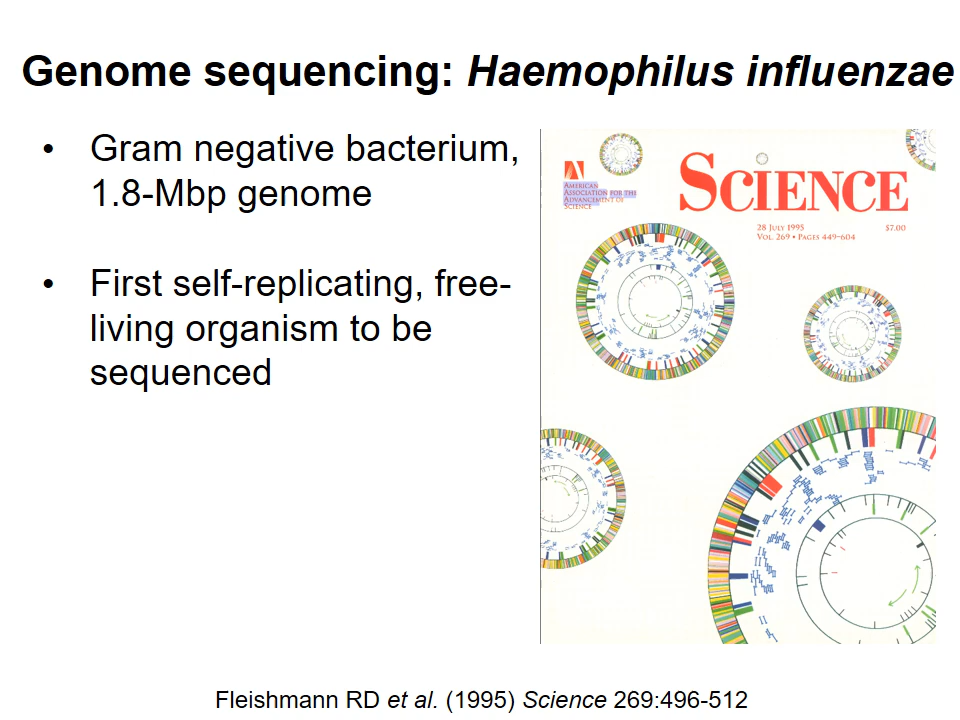 Genome sequencing: Haemophilus influenzae
• Gram negative bacterium,
1.8-Mbp genome
• First self-replicating, free-
living organism to be
sequenced
AMERICAN
ASSOCIATION FOR THE
ADVANCEMENT OF
SCIENCE
SCIENCE
28 JULY 1995
VOL. 269 • PAGES 449–604
$7.00
Fleishmann RD et al. (1995) Science 269:496-512